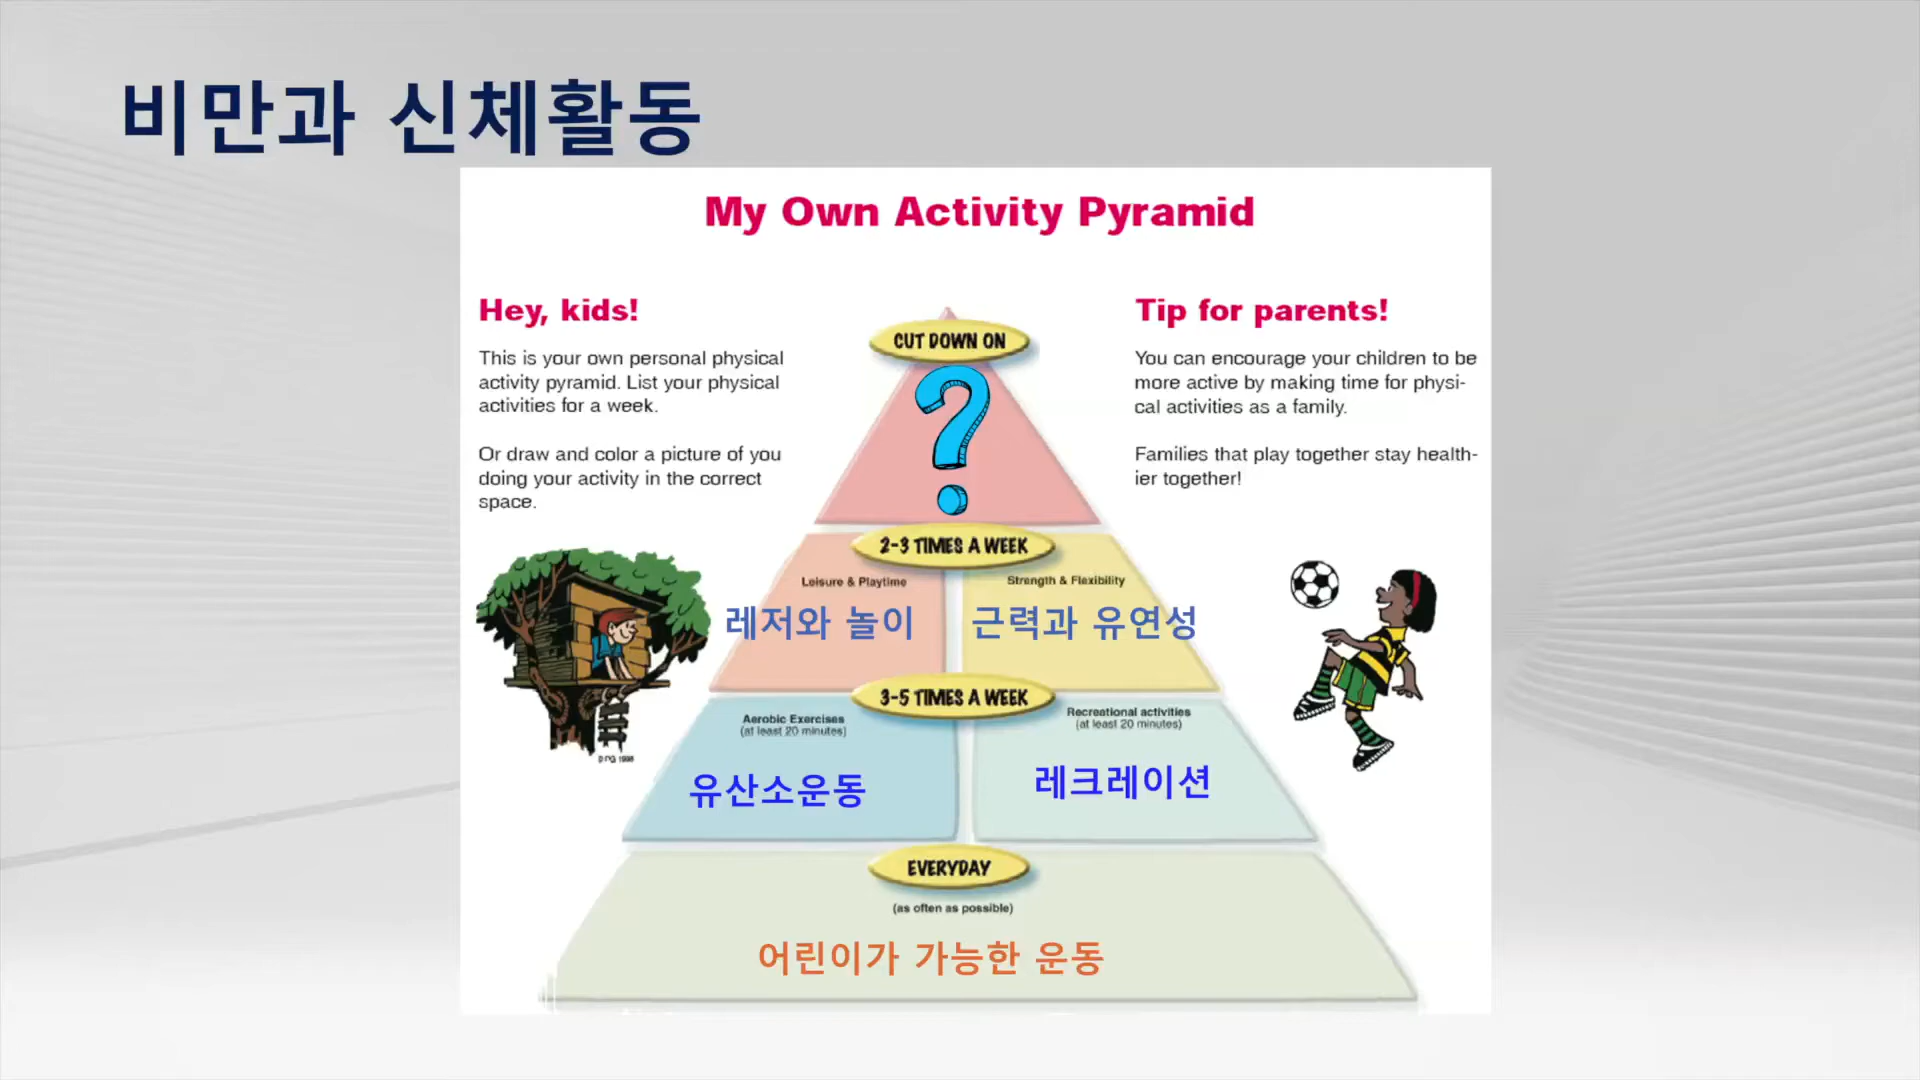 비만과 신체활동
My Own Activity Pyramid
Hey, kids!
This is your own personal physical
activity pyramid. List your physical
activities for a week.
Or draw and color a picture of you
doing your activity in the correct
space.
Tip for parents!
You can encourage your children to be
more active by making time for physi-
cal activities as a family.
Families that play together stay health-
ier together!
CUT DOWN ON
?
2-3 TIMES A WEEK
Leisure & Playtime
레저와 놀이
Strength & Flexibility
근력과 유연성
3-5 TIMES A WEEK
Aerobic Exercises
(at least 20 minutes)
유산소운동
Recreational activities
(at least 20 minutes)
레크레이션
EVERYDAY
(as often as possible)
어린이가 가능한 운동